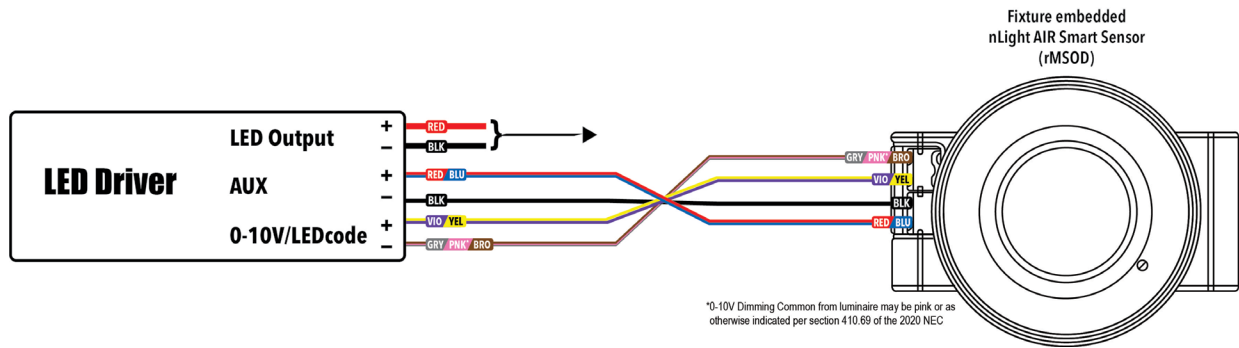 Fixture embedded
nLight AIR Smart Sensor
(rMSOD)
LED Driver
LED Output
+ RED
− BLK
AUX
+ RED BLU
− BLK
0-10V/LEDcode
+ VIO YEL
− GRY PNK* BRO
GRY PNK* BRO
VIO YEL
BLK
RED BLU
*0-10V Dimming Common from luminaire may be pink or as
otherwise indicated per section 410.69 of the 2020 NEC